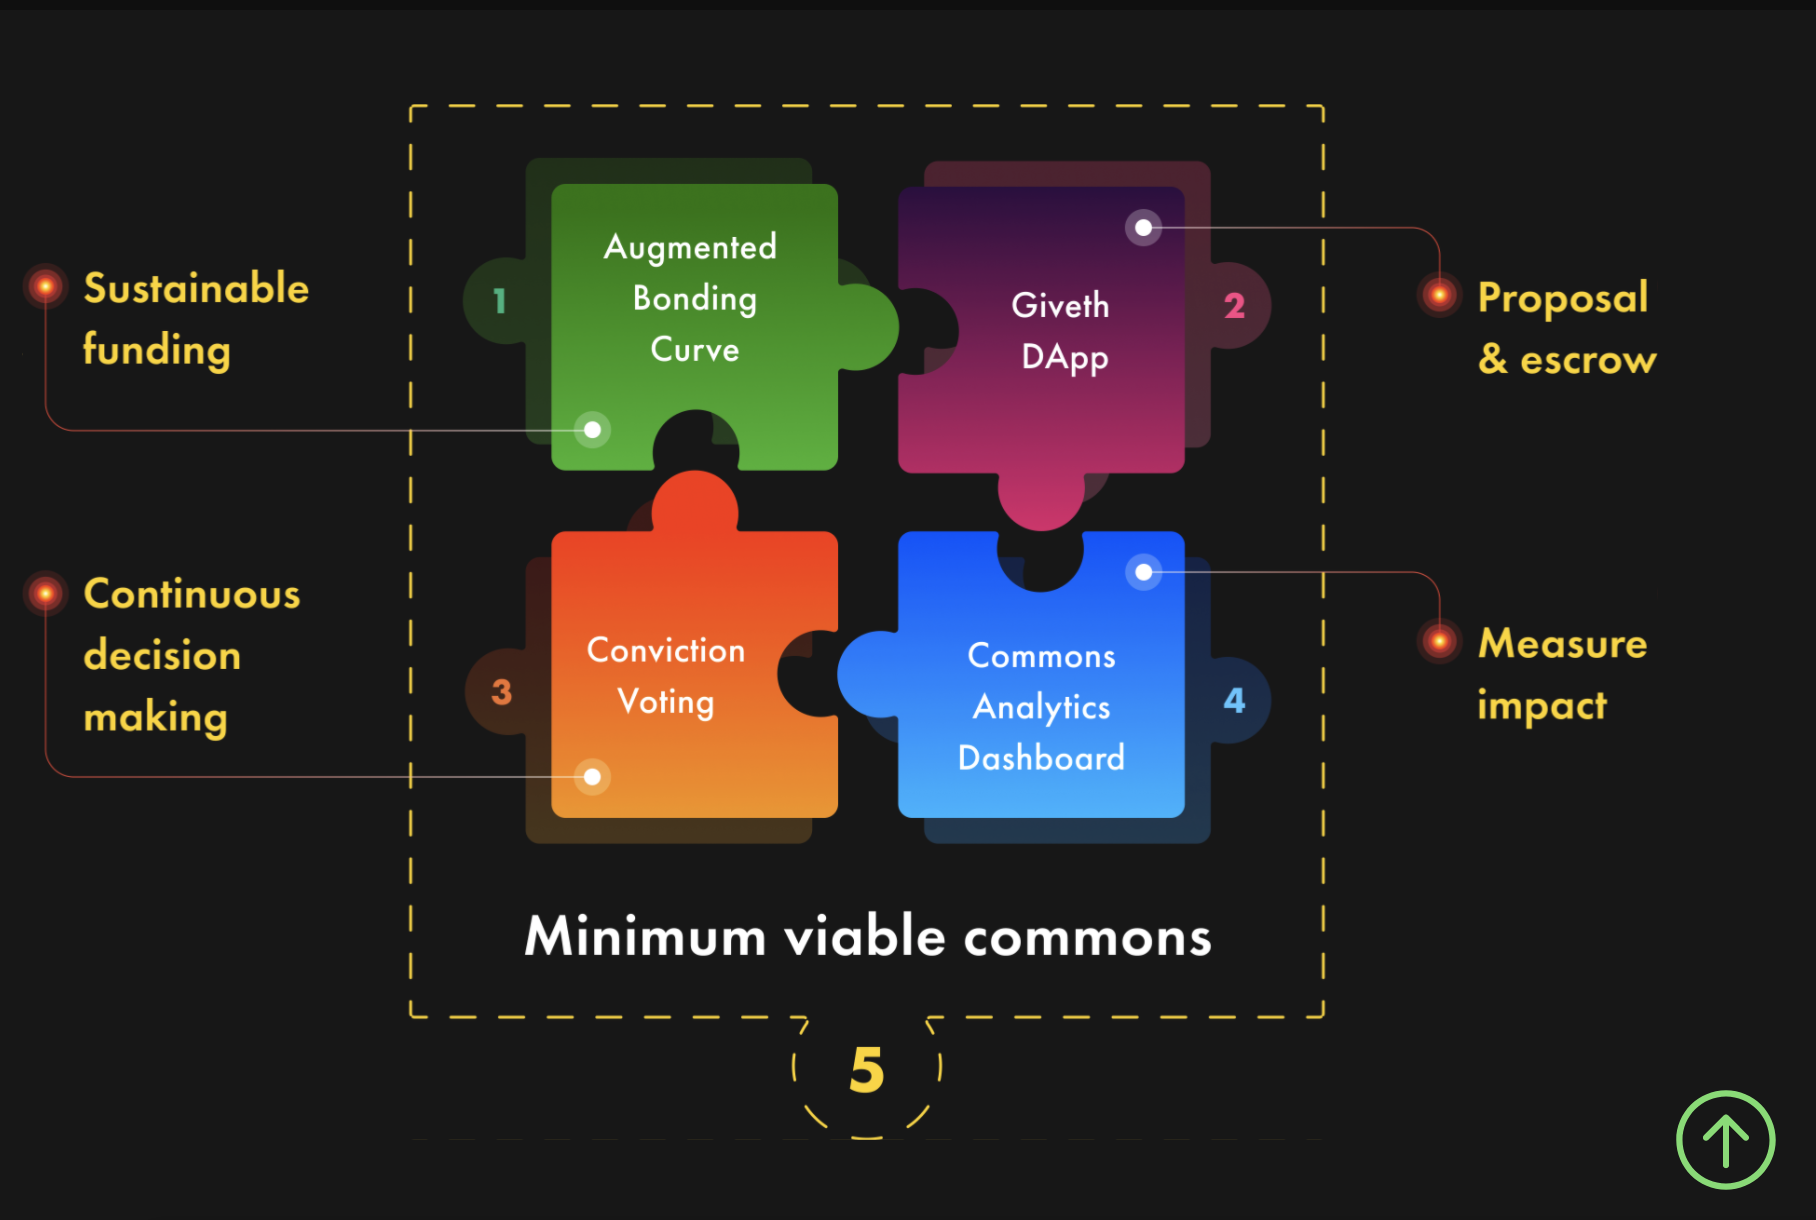 Sustainable
funding
1
Augmented
Bonding
Curve
Giveth
DApp
2
Proposal
& escrow
Continuous
decision
making
3
Conviction
Voting
Commons
Analytics
Dashboard
4
Measure
impact
Minimum viable commons
5